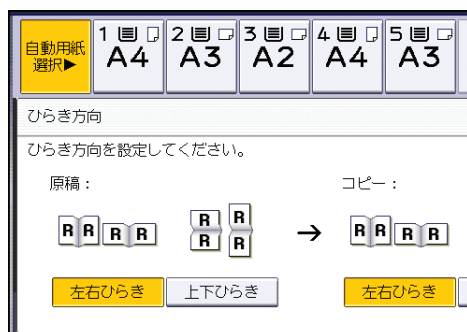 自動用紙
選択▶
1 2 3 4 5
A4 A3 A2 A4 A3
ひらき方向
ひらき方向を設定してください。
原稿： コピー：
R R R R R R → R R R R
R R
左右ひらき 上下ひらき 左右ひらき